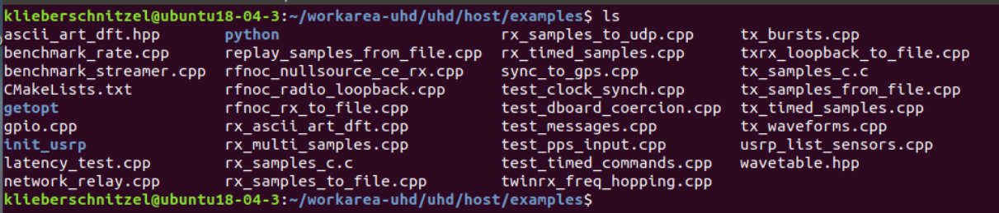 klieberschnitzel@ubuntu18-04-3:~/workarea-uhd/uhd/host/examples$ ls
ascii_art_dft.hpp python rx_samples_to_udp.cpp tx_bursts.cpp
benchmark_rate.cpp replay_samples_from_file.cpp rx_timed_samples.cpp txrx_loopback_to_file.cpp
benchmark_streamer.cpp rfnoc_nullsource_ce_rx.cpp sync_to_gps.cpp tx_samples_c.c
CMakeLists.txt rfnoc_radio_loopback.cpp test_clock_synch.cpp tx_samples_from_file.cpp
getopt rfnoc_rx_to_file.cpp test_dboard_coercion.cpp tx_timed_samples.cpp
gpio.cpp rx_ascii_art_dft.cpp test_messages.cpp tx_waveforms.cpp
init_usrp rx_multi_samples.cpp test_pps_input.cpp usrp_list_sensors.cpp
latency_test.cpp rx_samples_c.c test_timed_commands.cpp wavetable.hpp
network_relay.cpp rx_samples_to_file.cpp twinrx_freq_hopping.cpp
klieberschnitzel@ubuntu18-04-3:~/workarea-uhd/uhd/host/examples$